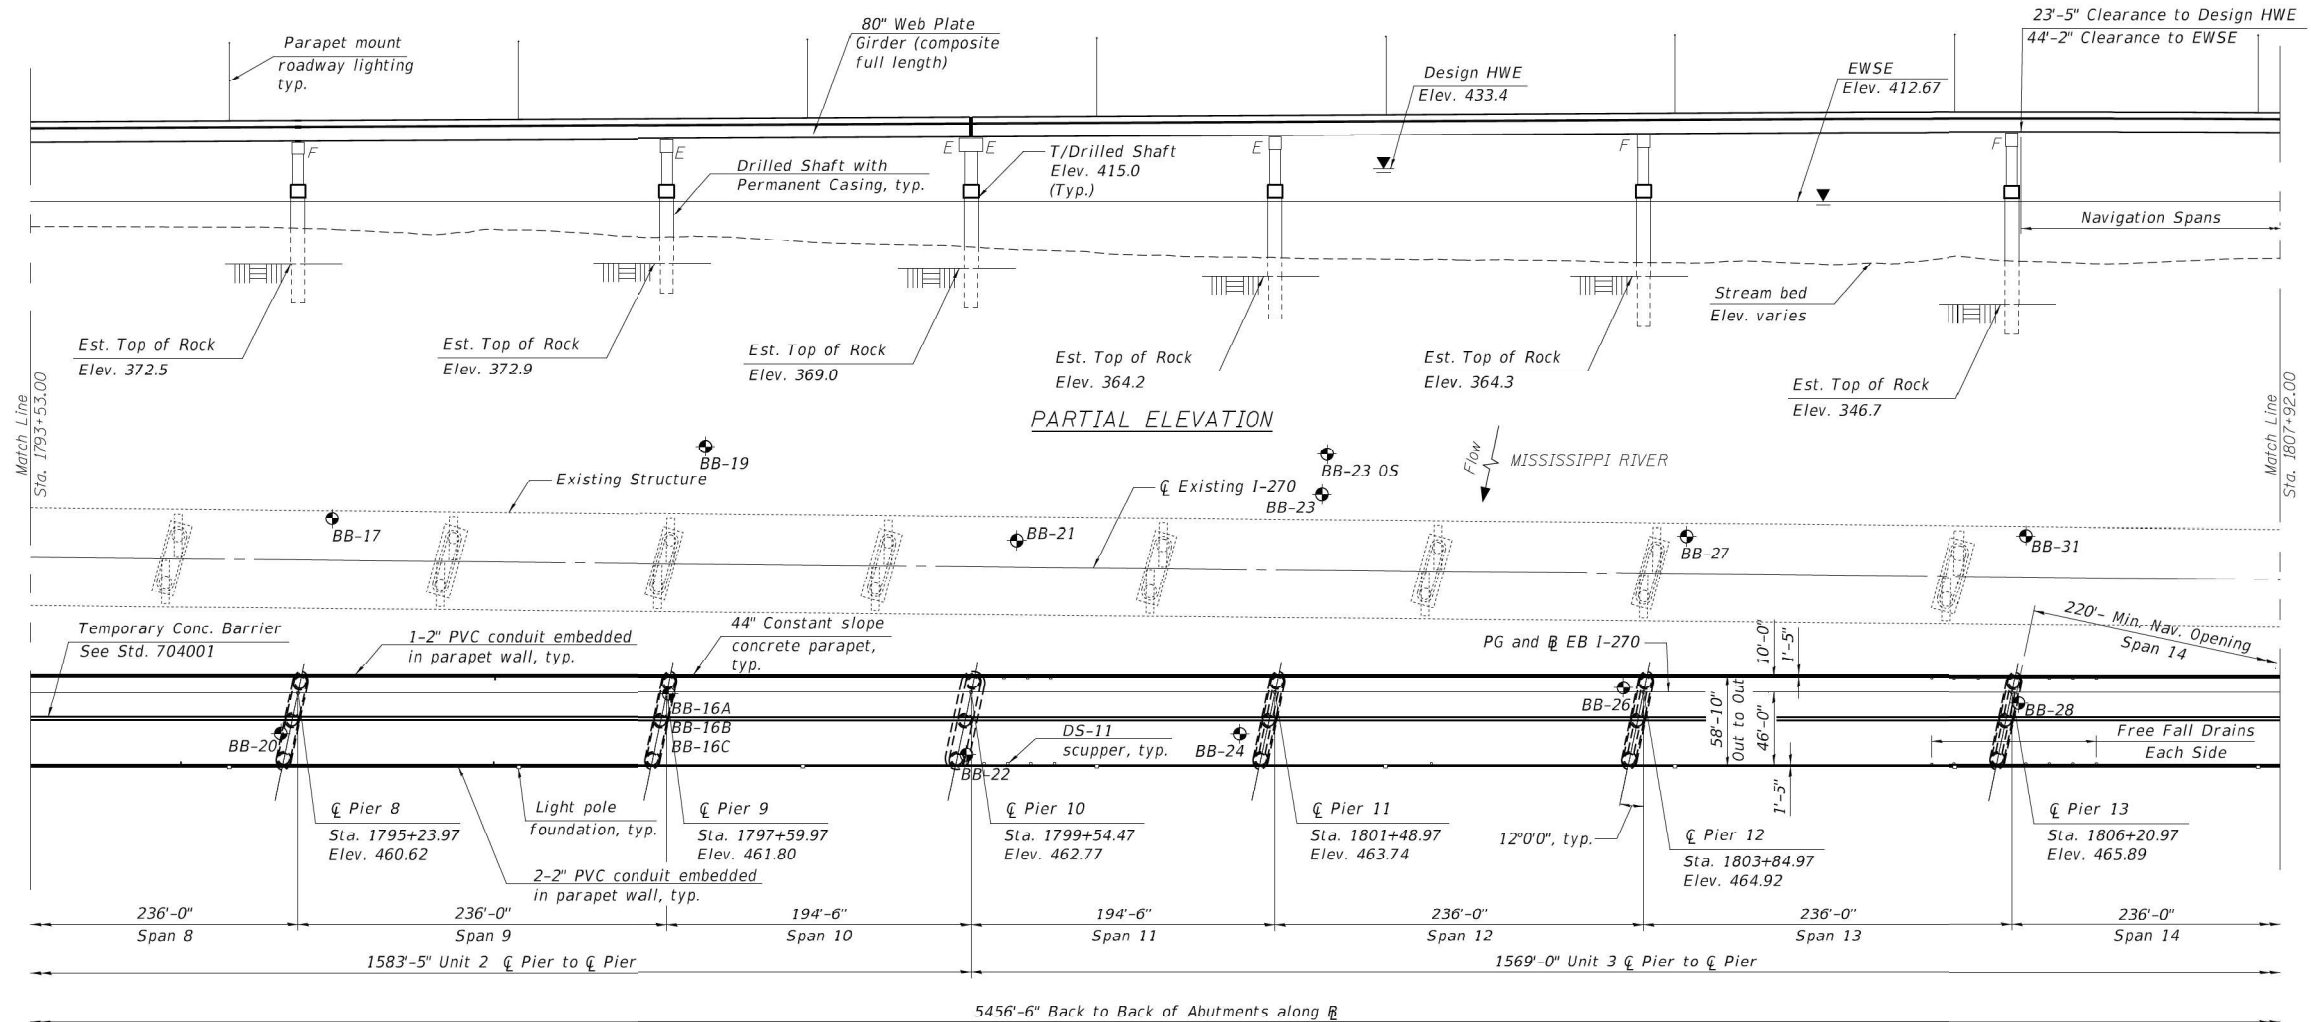 23'-5" Clearance to Design HWE
44'-2" Clearance to EWSE
80" Web Plate
Girder (composite
full length)
Parapet mount
roadway lighting
typ.
Design HWE
Elev. 433.4
EWSE
Elev. 412.67
F
E
E
E
E
F
F
T/Drilled Shaft
Elev. 415.0
(Typ.)
Drilled Shaft with
Permanent Casing, typ.
Navigation Spans
Stream bed
Elev. varies
Est. Top of Rock
Elev. 372.5
Est. Top of Rock
Elev. 372.9
Est. Top of Rock
Elev. 369.0
Est. Top of Rock
Elev. 364.2
Est. Top of Rock
Elev. 364.3
Est. Top of Rock
Elev. 346.7
Match Line
Sta. 1793+53.00
Match Line
Sta. 1807+92.00
PARTIAL ELEVATION
BB-19
BB-23 OS
BB-23
Flow
MISSISSIPPI RIVER
Existing Structure
℄ Existing I-270
BB-17
BB-21
BB-27
BB-31
Temporary Conc. Barrier
See Std. 704001
1-2" PVC conduit embedded
in parapet wall, typ.
44" Constant slope
concrete parapet,
typ.
PG and ⅊ EB I-270
10'-0"
1'-5"
220'- Min. Nav. Opening
Span 14
BB-20
BB-16A
BB-16B
BB-16C
BB-22
BB-24
BB-26
BB-28
DS-11
scupper, typ.
58'-10"
Out to Out
46'-0"
1'-5"
Free Fall Drains
Each Side
℄ Pier 8
Sta. 1795+23.97
Elev. 460.62
Light pole
foundation, typ.
℄ Pier 9
Sta. 1797+59.97
Elev. 461.80
℄ Pier 10
Sta. 1799+54.47
Elev. 462.77
℄ Pier 11
Sta. 1801+48.97
Elev. 463.74
12°0'0", typ.
℄ Pier 12
Sta. 1803+84.97
Elev. 464.92
℄ Pier 13
Sta. 1806+20.97
Elev. 465.89
2-2" PVC conduit embedded
in parapet wall, typ.
236'-0"
Span 8
236'-0"
Span 9
194'-6"
Span 10
194'-6"
Span 11
236'-0"
Span 12
236'-0"
Span 13
236'-0"
Span 14
1583'-5" Unit 2 ℄ Pier to ℄ Pier
1569'-0" Unit 3 ℄ Pier to ℄ Pier
5456'-6" Back to Back of Abutments along ⅊